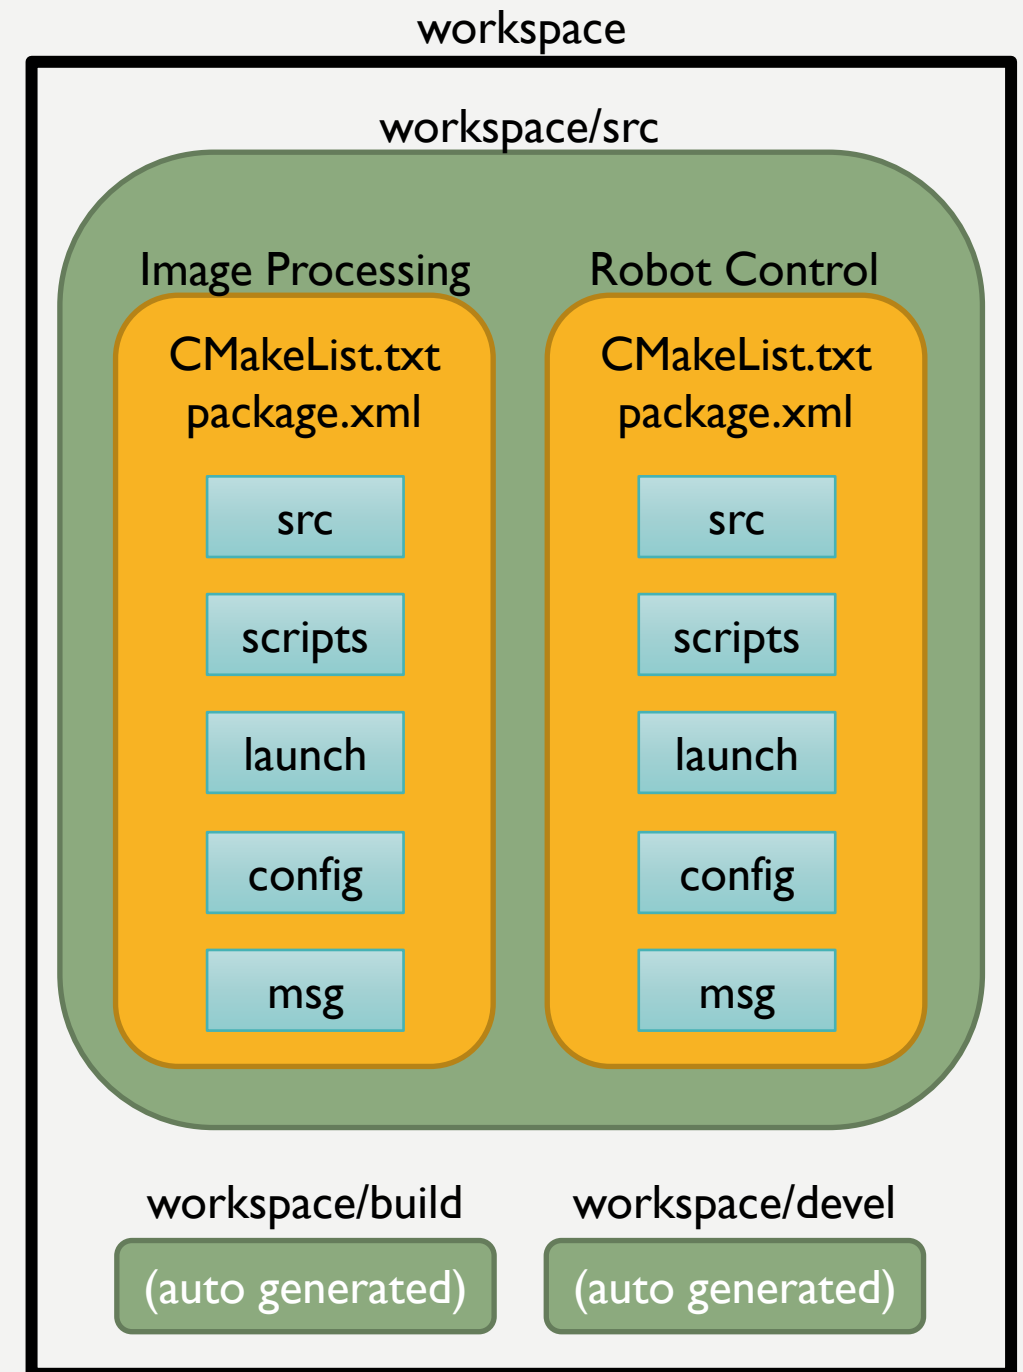 workspace
workspace/src
Image Processing
CMakeList.txt
package.xml
src
scripts
launch
config
msg
Robot Control
CMakeList.txt
package.xml
src
scripts
launch
config
msg
workspace/build
(auto generated)
workspace/devel
(auto generated)